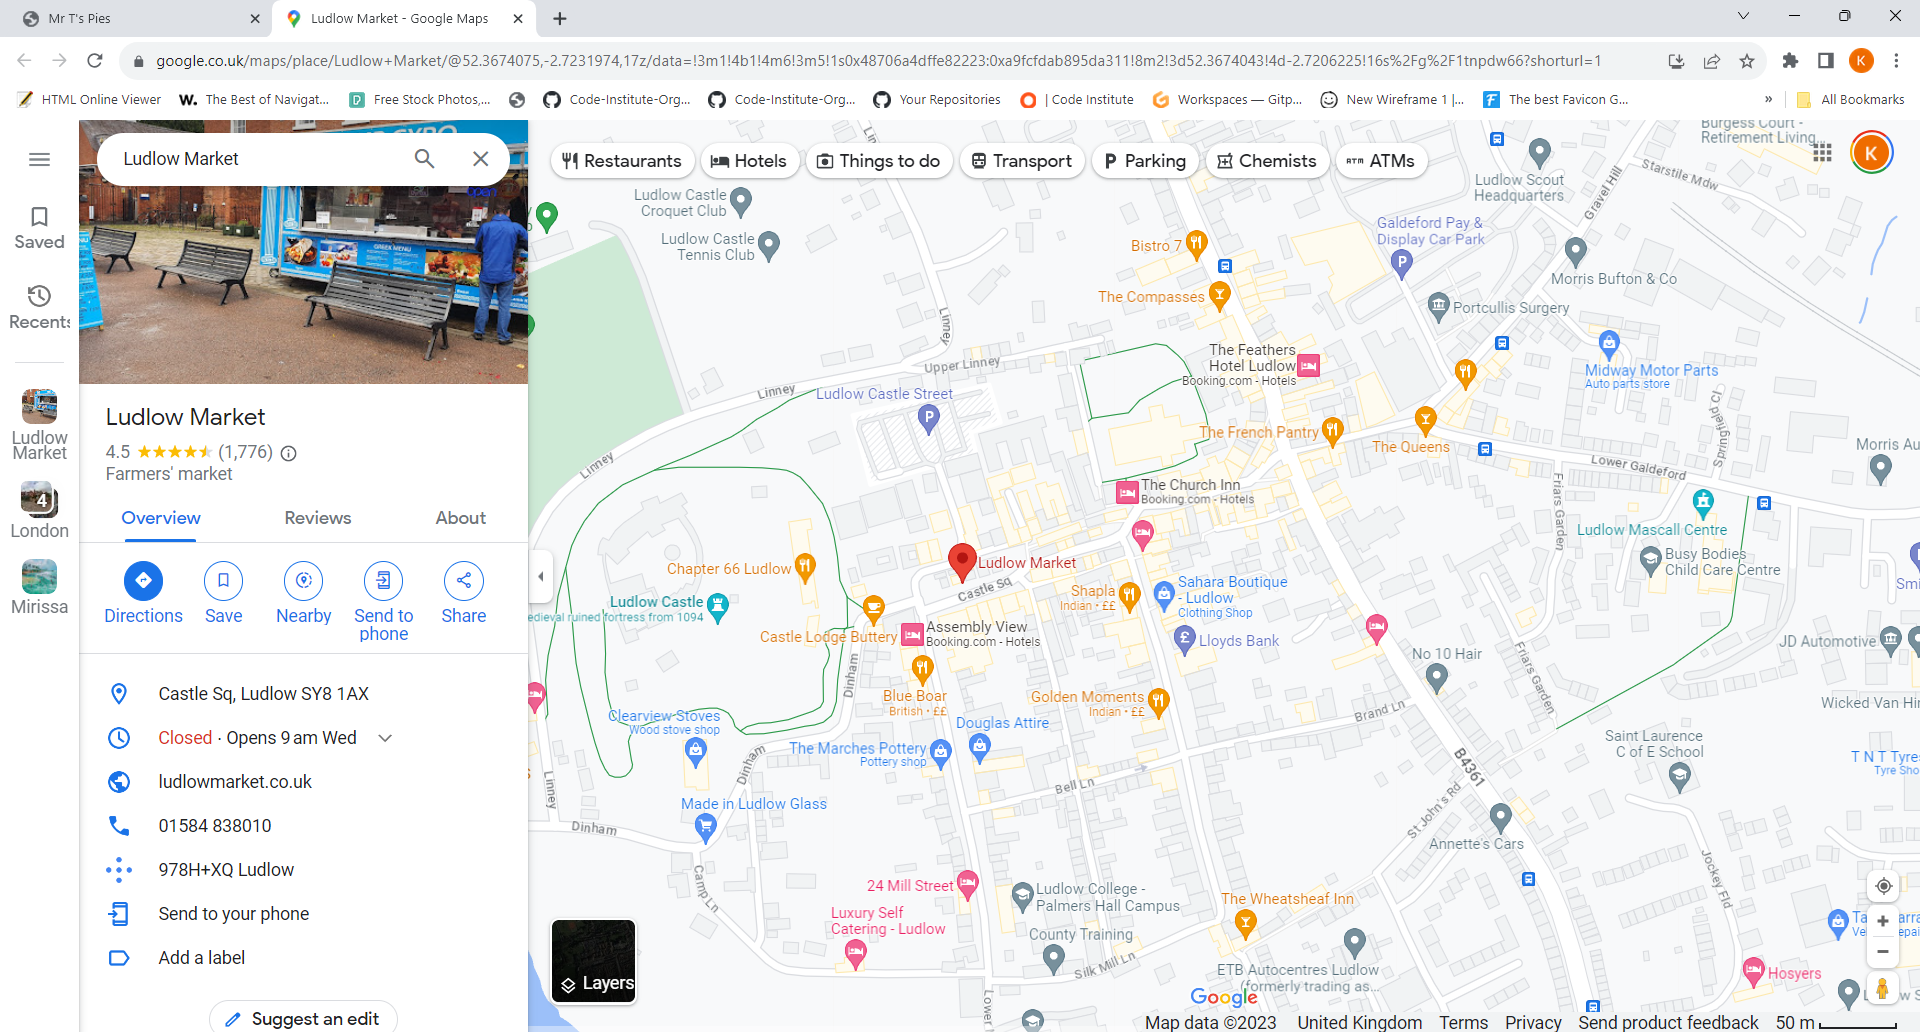 Mr T's Pies
Ludlow Market - Google Maps
google.co.uk/maps/place/Ludlow+Market/@52.3674075,-2.7231974,17z/data=!3m1!4b1!4m6!3m5!1s0x48706a4dffe82223:0xa9fcfdab895da311!8m2!3d52.3674043!4d-2.7206225!16s%2Fg%2F1tnpdw66?shorturl=1
K
HTML Online Viewer
W. The Best of Navigat...
Free Stock Photos,...
Code-Institute-Org...
Code-Institute-Org...
Your Repositories
| Code Institute
Workspaces — Gitp...
New Wireframe 1 |...
The best Favicon G...
»
All Bookmarks
Saved
Recents
Ludlow
Market
4
London
Mirissa
Ludlow Market
open
GREEK MENU
Ludlow Market
4.5 (1,776)
Farmers' market
Overview
Reviews
About
Directions
Save
Nearby
Send to
phone
Share
Castle Sq, Ludlow SY8 1AX
Closed · Opens 9 am Wed
ludlowmarket.co.uk
01584 838010
978H+XQ Ludlow
Send to your phone
Add a label
Suggest an edit
Restaurants
Hotels
Things to do
Transport
P Parking
Chemists
ATM ATMs
K
Burgess Court -
Retirement Living
Starstile Mdw
Gravel Hill
Ludlow Scout
Headquarters
Ludlow Castle
Croquet Club
Ludlow Castle
Tennis Club
Galdeford Pay &
Display Car Park
P
Bistro 7
Morris Bufton & Co
The Compasses
Portcullis Surgery
Linney
Linney
Upper Linney
The Feathers
Hotel Ludlow
Booking.com - Hotels
Midway Motor Parts
Auto parts store
Linney
Ludlow Castle Street
P
Springfield Cl
The French Pantry
The Queens
Morris Au
Linney
Lower Galdeford
The Church Inn
Booking.com - Hotels
Friars Garden
Ludlow Mascall Centre
Busy Bodies
Child Care Centre
Smi
Ludlow Market
Chapter 66 Ludlow
Castle Sq
Shapla
Indian • ££
Sahara Boutique
- Ludlow
Clothing Shop
Ludlow Castle
edieval ruined fortress from 1094
Castle Lodge Buttery
Assembly View
Booking.com - Hotels
£
Lloyds Bank
JD Automotive
No 10 Hair
Friars Garden
Dinham
Blue Boar
British • ££
Golden Moments
Indian • ££
Wicked Van Hir
Brand Ln
Clearview Stoves
Wood stove shop
Douglas Attire
Saint Laurence
C of E School
The Marches Pottery
Pottery shop
B4361
T N T Tyres
Tyre Sho
Dinham
Linney
Bell Ln
St John's Rd
Made in Ludlow Glass
Dinham
Annette's Cars
Jockey Fld
Camp Ln
24 Mill Street
Ludlow College -
Palmers Hall Campus
The Wheatsheaf Inn
Luxury Self
Catering - Ludlow
County Training
Silk Mill Ln
ETB Autocentres Ludlow
(formerly trading as...
Hosyers
Lower
Layers
Google
Map data ©2023
United Kingdom
Terms
Privacy
Send product feedback
50 m